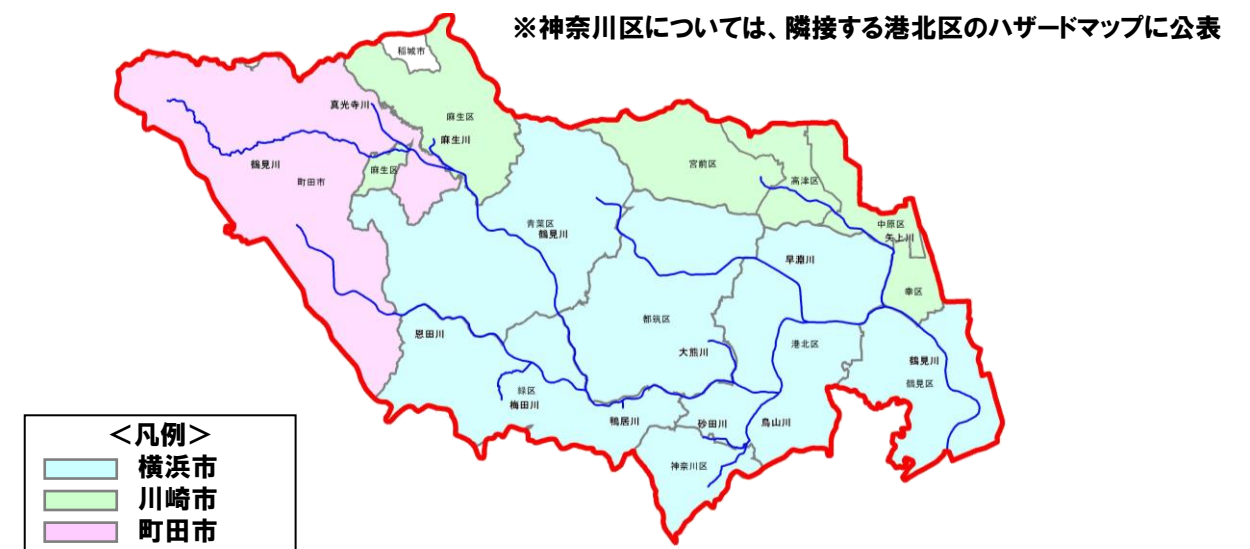 ※神奈川区については、隣接する港北区のハザードマップに公表
稲城市
真光寺川
麻生区
麻生川
鶴見川
町田市
麻生区
宮前区
高津区
青葉区
鶴見川
中原区
矢上川
早淵川
幸区
都筑区
恩田川
大熊川
港北区
鶴見川
鶴見区
緑区
梅田川
鴨居川
砂田川
鳥山川
神奈川区
＜凡例＞
横浜市
川崎市
町田市